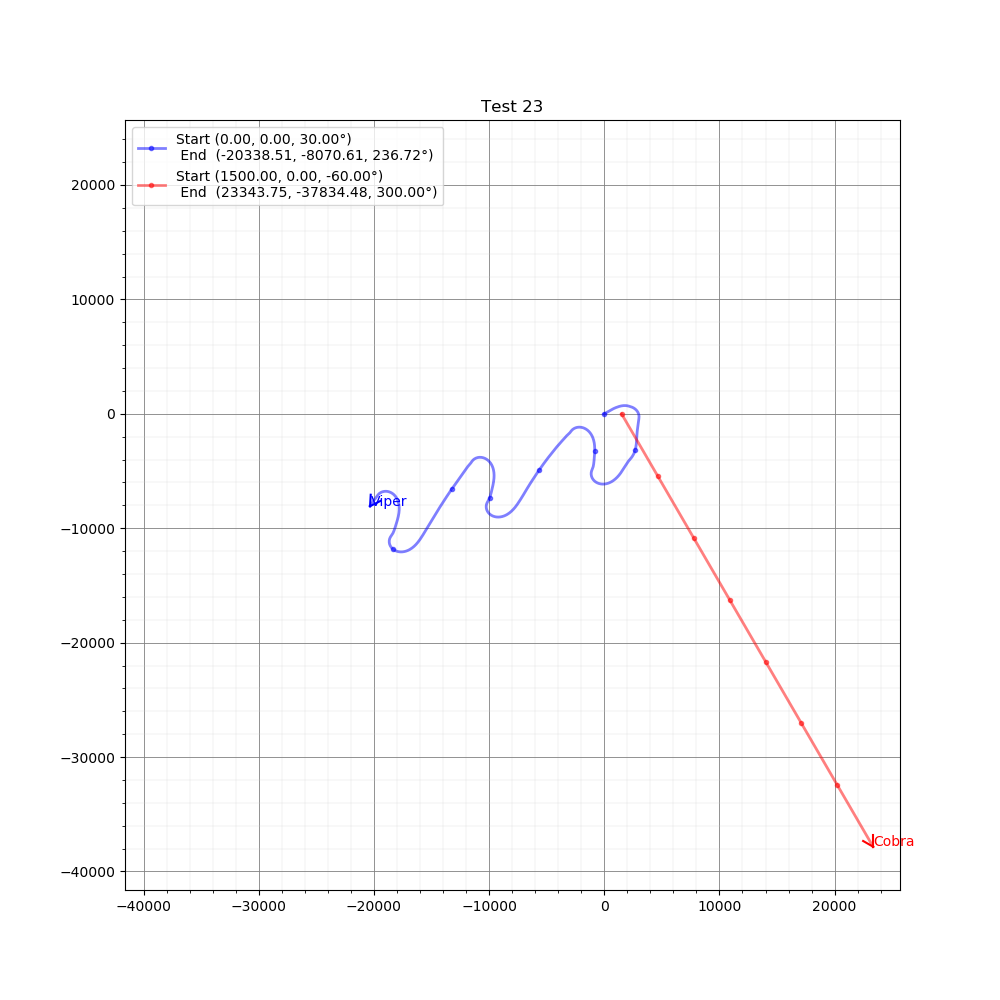 Test 23
Start (0.00, 0.00, 30.00°)
End (-20338.51, -8070.61, 236.72°)
Start (1500.00, 0.00, -60.00°)
End (23343.75, -37834.48, 300.00°)
20000
10000
0
−10000
−20000
−30000
−40000
Viper
Cobra
−40000 −30000 −20000 −10000 0 10000 20000